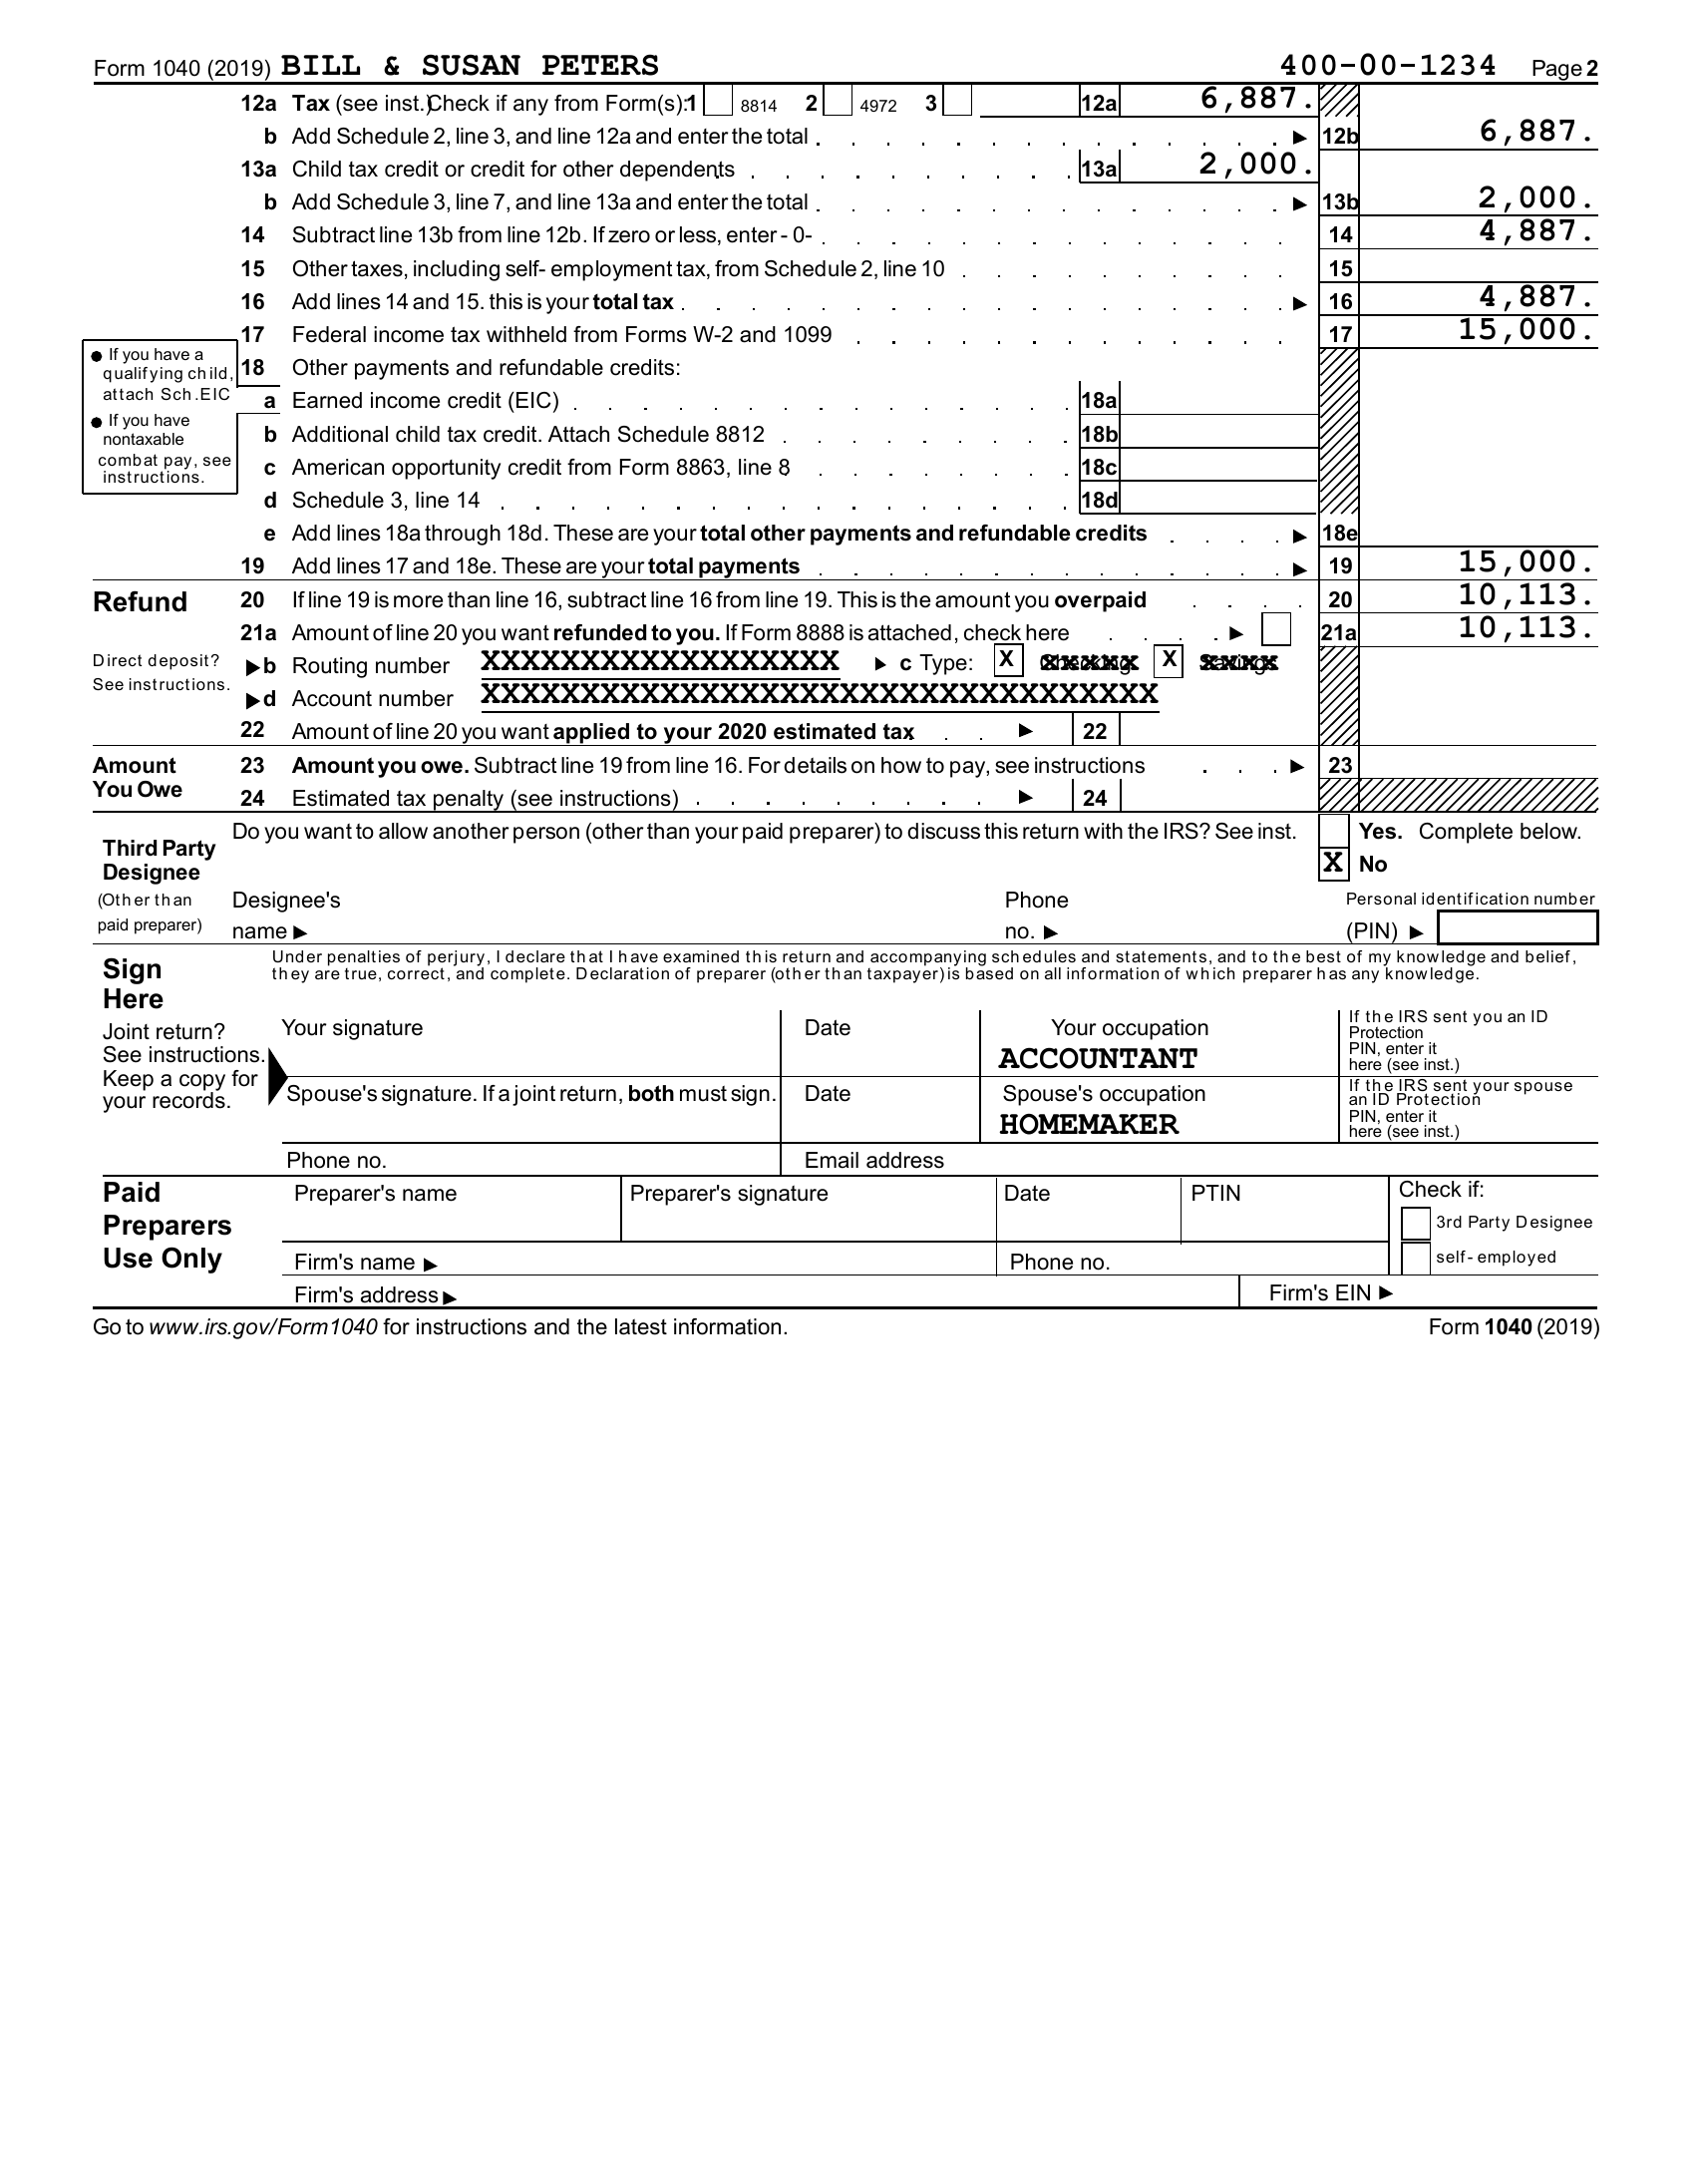 Form 1040 (2019) BILL & SUSAN PETERS 400-00-1234 Page 2
12a Tax (see inst.) Check if any from Form(s): 1 8814 2 4972 3 12a 6,887.
b Add Schedule 2, line 3, and line 12a and enter the total 12b 6,887.
13a Child tax credit or credit for other dependents 13a 2,000.
b Add Schedule 3, line 7, and line 13a and enter the total 13b 2,000.
14 Subtract line 13b from line 12b. If zero or less, enter - 0- 14 4,887.
15 Other taxes, including self- employment tax, from Schedule 2, line 10 15
16 Add lines 14 and 15. this is your total tax 16 4,887.
17 Federal income tax withheld from Forms W-2 and 1099 17 15,000.
● If you have a
qualifying child,
attach Sch.EIC
● If you have
nontaxable
combat pay, see
instructions.
18 Other payments and refundable credits:
a Earned income credit (EIC) 18a
b Additional child tax credit. Attach Schedule 8812 18b
c American opportunity credit from Form 8863, line 8 18c
d Schedule 3, line 14 18d
e Add lines 18a through 18d. These are your total other payments and refundable credits 18e
19 Add lines 17 and 18e. These are your total payments 19 15,000.
Refund 20 If line 19 is more than line 16, subtract line 16 from line 19. This is the amount you overpaid 20 10,113.
21a Amount of line 20 you want refunded to you. If Form 8888 is attached, check here 21a 10,113.
Direct deposit?
See instructions.
b Routing number XXXXXXXXXXXXXXXXXX c Type: X Checking X Savings
d Account number XXXXXXXXXXXXXXXXXXXXXXXXXXXXXXXXXX
22 Amount of line 20 you want applied to your 2020 estimated tax 22
Amount
You Owe
23 Amount you owe. Subtract line 19 from line 16. For details on how to pay, see instructions 23
24 Estimated tax penalty (see instructions) 24
Third Party
Designee
(Other than
paid preparer)
Do you want to allow another person (other than your paid preparer) to discuss this return with the IRS? See inst. Yes. Complete below.
X No
Designee's
name
Phone
no.
Personal identification number
(PIN)
Sign
Here
Under penalties of perjury, I declare that I have examined this return and accompanying schedules and statements, and to the best of my knowledge and belief,
they are true, correct, and complete. Declaration of preparer (other than taxpayer) is based on all information of which preparer has any knowledge.
Joint return?
See instructions.
Keep a copy for
your records.
Your signature Date Your occupation
ACCOUNTANT
If the IRS sent you an ID
Protection
PIN, enter it
here (see inst.)
Spouse's signature. If a joint return, both must sign. Date Spouse's occupation
HOMEMAKER
If the IRS sent your spouse
an ID Protection
PIN, enter it
here (see inst.)
Phone no. Email address
Paid
Preparers
Use Only
Preparer's name Preparer's signature Date PTIN Check if:
3rd Party Designee
self- employed
Firm's name Phone no.
Firm's address Firm's EIN
Go to www.irs.gov/Form1040 for instructions and the latest information. Form 1040 (2019)